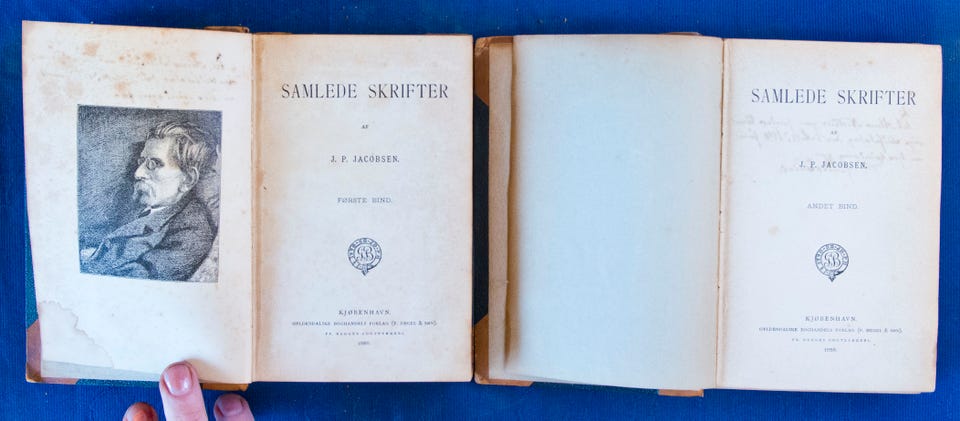 SAMLEDE SKRIFTER
AF
J. P. JACOBSEN.
FØRSTE BIND.
KJØBENHAVN.
GYLDENDALSKE BOGHANDELS FORLAG (F. HEGEL & SØN).
SAMLEDE SKRIFTER
AF
J. P. JACOBSEN.
ANDET BIND.
KJØBENHAVN.
GYLDENDALSKE BOGHANDELS FORLAG (F. HEGEL & SØN).